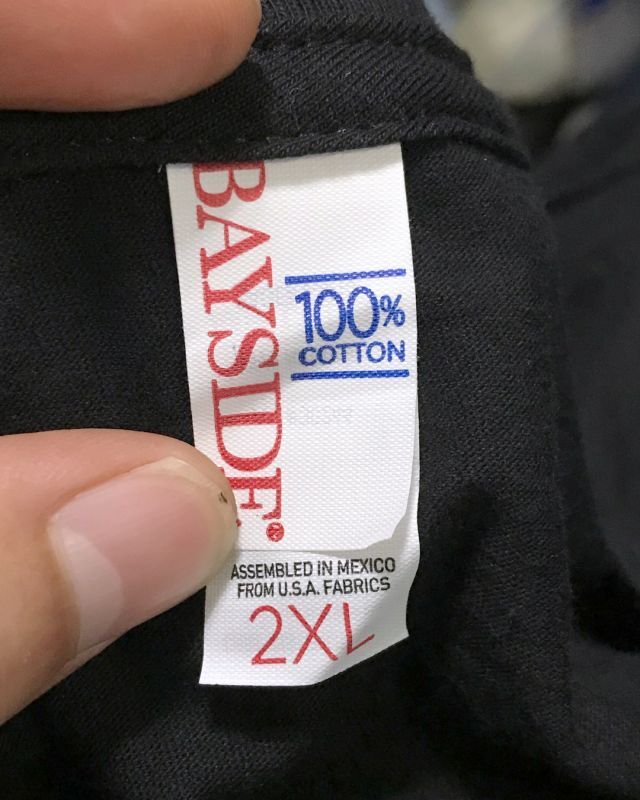 BAYSIDE®
100%
COTTON
ASSEMBLED IN MEXICO
FROM U.S.A. FABRICS
2XL